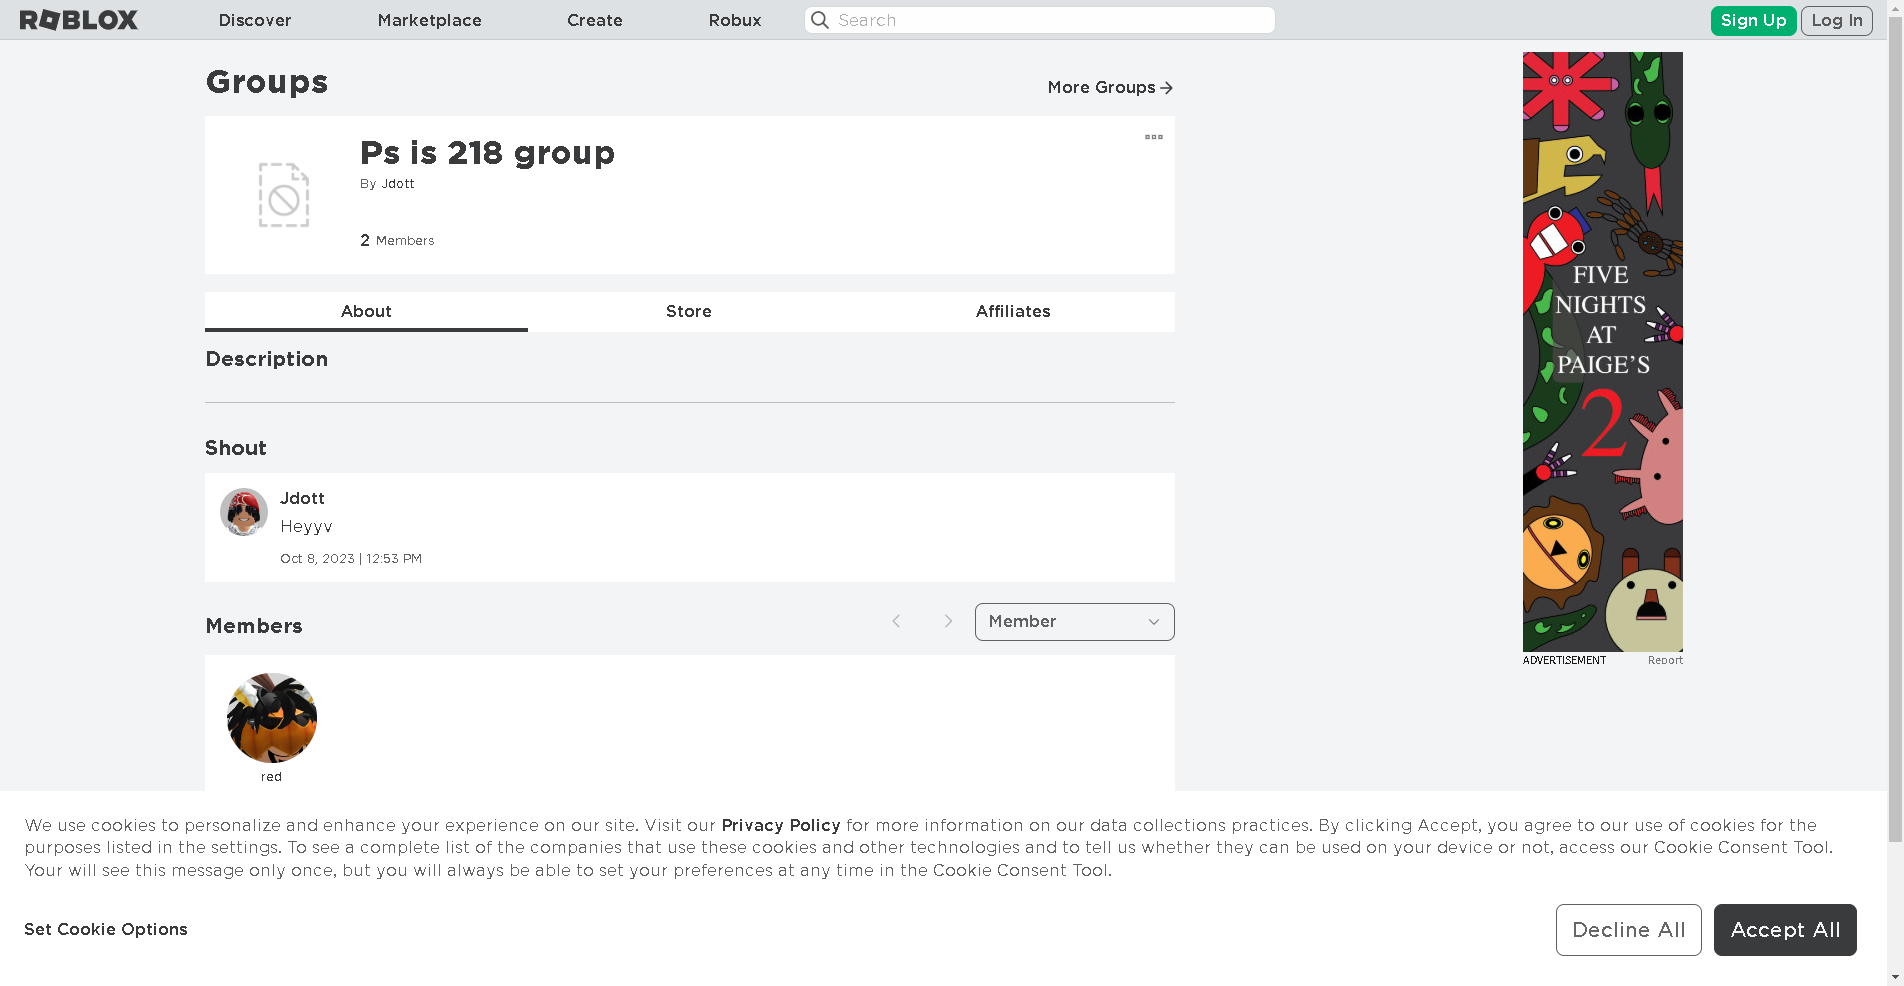 ROBLOX
Discover
Marketplace
Create
Robux
Search
Sign Up
Log In
Groups
More Groups
Ps is 218 group
By Jdott
2 Members
About
Store
Affiliates
Description
Shout
Jdott
Heyyv
Oct 8, 2023 | 12:53 PM
Members
Member
red
FIVE
NIGHTS
AT
PAIGE'S
2
ADVERTISEMENT
Report
We use cookies to personalize and enhance your experience on our site. Visit our Privacy Policy for more information on our data collections practices. By clicking Accept, you agree to our use of cookies for the
purposes listed in the settings. To see a complete list of the companies that use these cookies and other technologies and to tell us whether they can be used on your device or not, access our Cookie Consent Tool.
Your will see this message only once, but you will always be able to set your preferences at any time in the Cookie Consent Tool.
Set Cookie Options
Decline All
Accept All